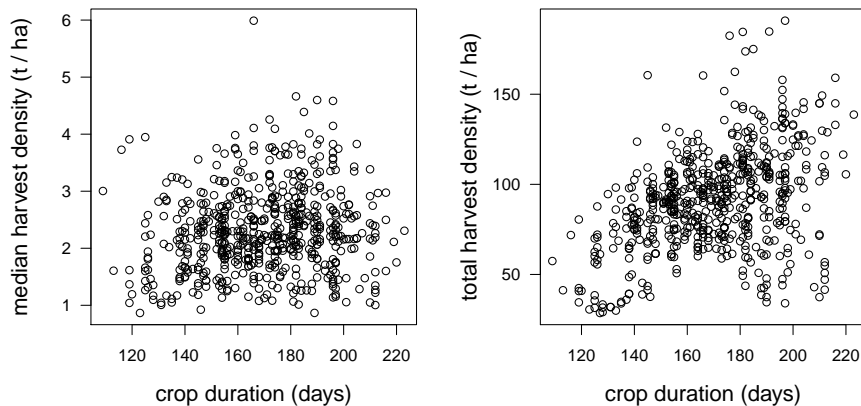 median harvest density (t / ha)
6
5
4
3
2
1
120 140 160 180 200 220
crop duration (days)
total harvest density (t / ha)
150
100
50
120 140 160 180 200 220
crop duration (days)